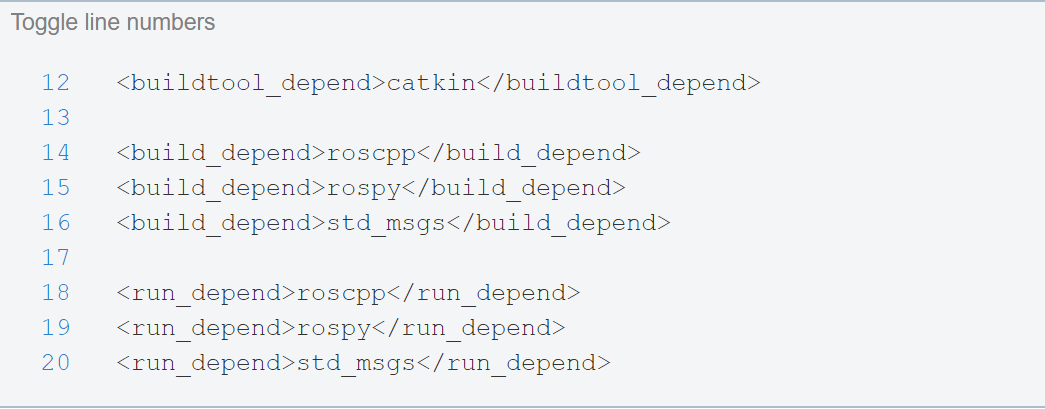 Toggle line numbers
12 <buildtool_depend>catkin</buildtool_depend>
13
14 <build_depend>roscpp</build_depend>
15 <build_depend>rospy</build_depend>
16 <build_depend>std_msgs</build_depend>
17
18 <run_depend>roscpp</run_depend>
19 <run_depend>rospy</run_depend>
20 <run_depend>std_msgs</run_depend>